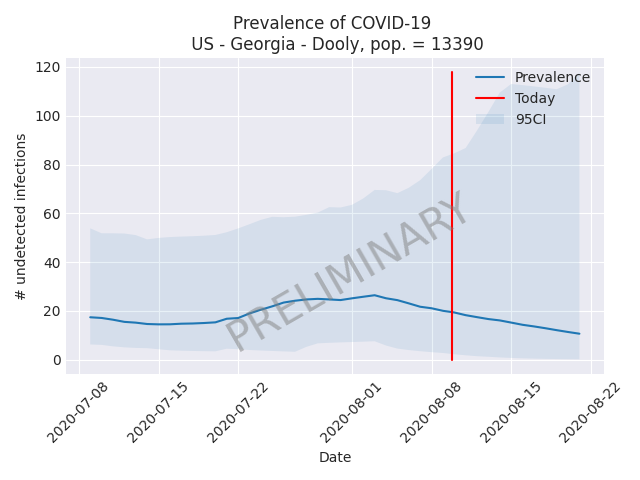 Prevalence of COVID-19
US - Georgia - Dooly, pop. = 13390
120
100
80
60
40
20
0
# undetected infections
Prevalence
Today
95CI
PRELIMINARY
2020-07-08
2020-07-15
2020-07-22
2020-08-01
2020-08-08
2020-08-15
2020-08-22
Date